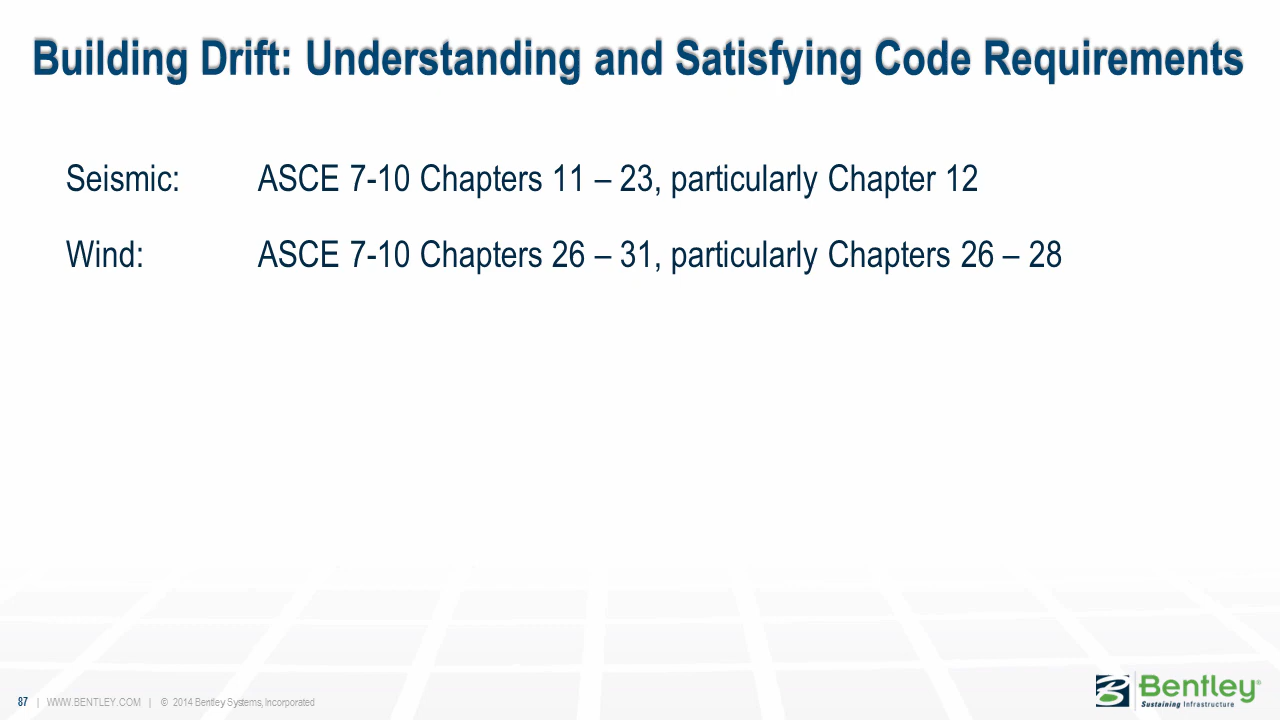 Building Drift: Understanding and Satisfying Code Requirements
Seismic: ASCE 7-10 Chapters 11 – 23, particularly Chapter 12
Wind: ASCE 7-10 Chapters 26 – 31, particularly Chapters 26 – 28
87 | WWW.BENTLEY.COM | © 2014 Bentley Systems, Incorporated
Bentley®
Sustaining Infrastructure